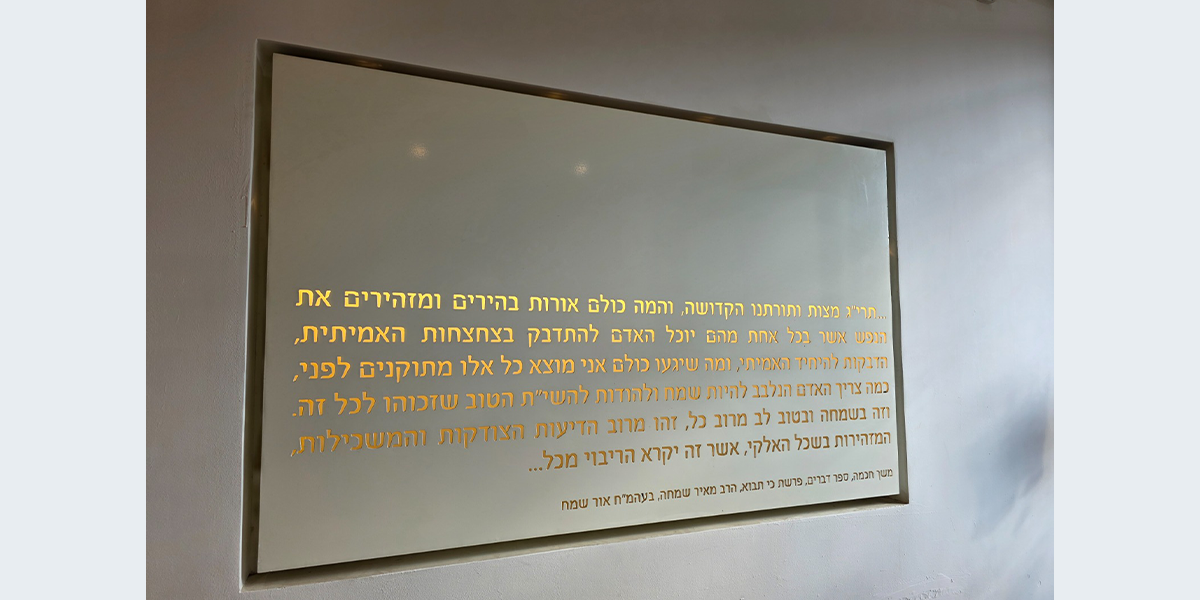 ...תרי"ג מצות ותורתנו הקדושה, והמה כולם אורות בהירים ומזהירים את
הנפש אשר בכל אחת מהם יוכל האדם להתדבק בצחצחות האמיתית,
הדבקות להיחיד האמיתי, ומה שיגעו כולם אני מוצא כל אלו מתוקנים לפני,
כמה צריך האדם הנלבב להיות שמח ולהודות להשי"ת הטוב שזכוהו לכל זה.
וזה בשמחה ובטוב לב מרוב כל, זהו מרוב הדיעות הצודקות והמשכילות,
המזהירות בשכל האלקי, אשר זה יקרא הריבוי מכל...
משך חכמה, ספר דברים, פרשת כי תבוא, הרב מאיר שמחה, בעהמ"ח אור שמח